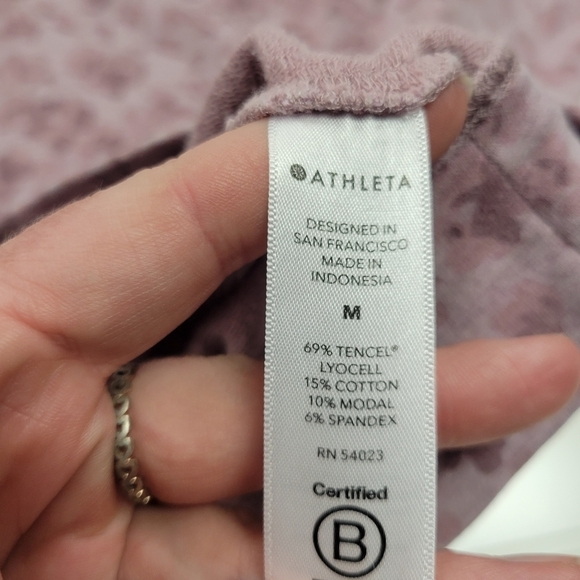 ATHLETA
DESIGNED IN
SAN FRANCISCO
MADE IN
INDONESIA
M
69% TENCEL®
LYOCELL
15% COTTON
10% MODAL
6% SPANDEX
RN 54023
Certified
B